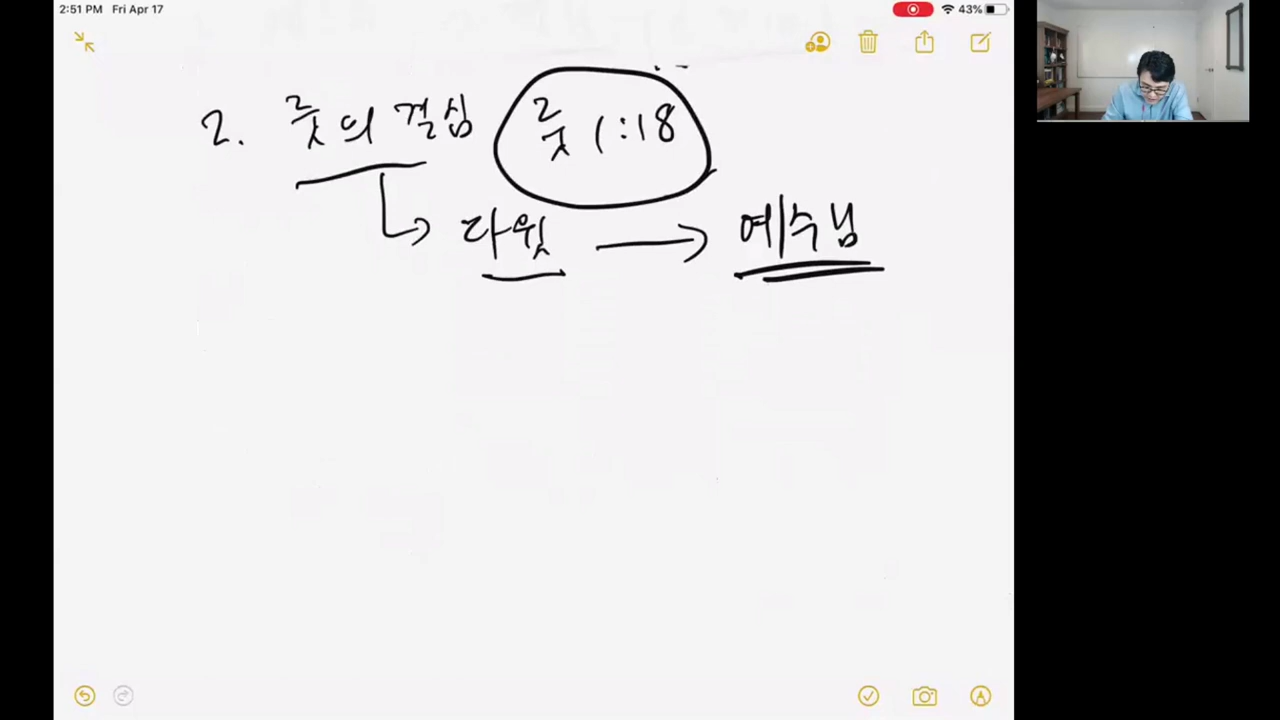 2:51 PM Fri Apr 17 43%
2. 룻의 결심 룻 1:18
→ 다윗 → 예수님